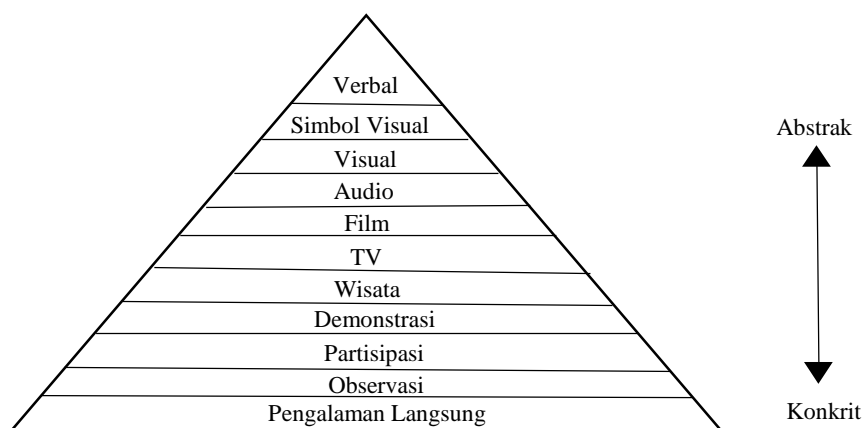 Verbal
Simbol Visual
Visual
Audio
Film
TV
Wisata
Demonstrasi
Partisipasi
Observasi
Pengalaman Langsung
Abstrak
Konkrit